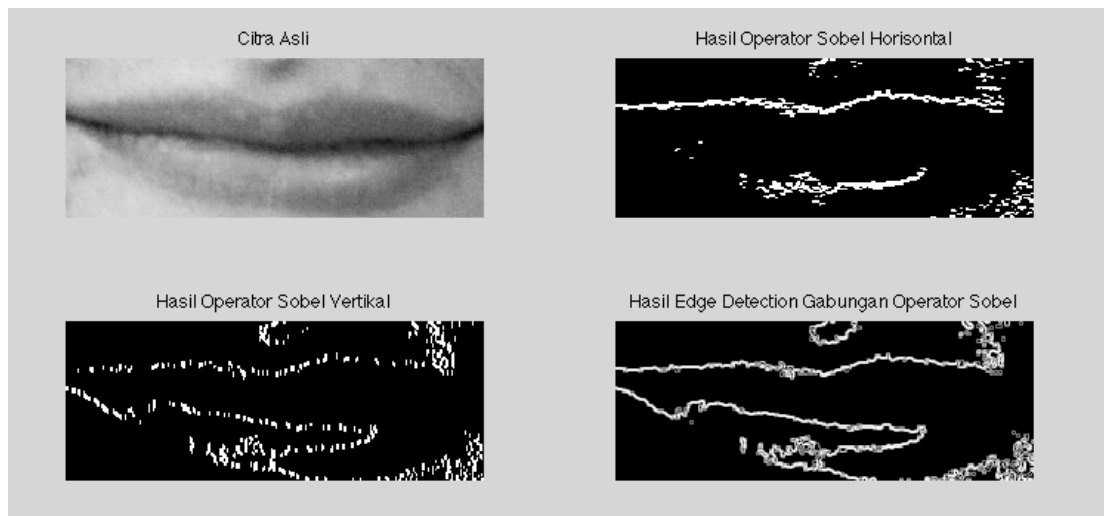 Citra Asli
Hasil Operator Sobel Horisontal
Hasil Operator Sobel Vertikal
Hasil Edge Detection Gabungan Operator Sobel